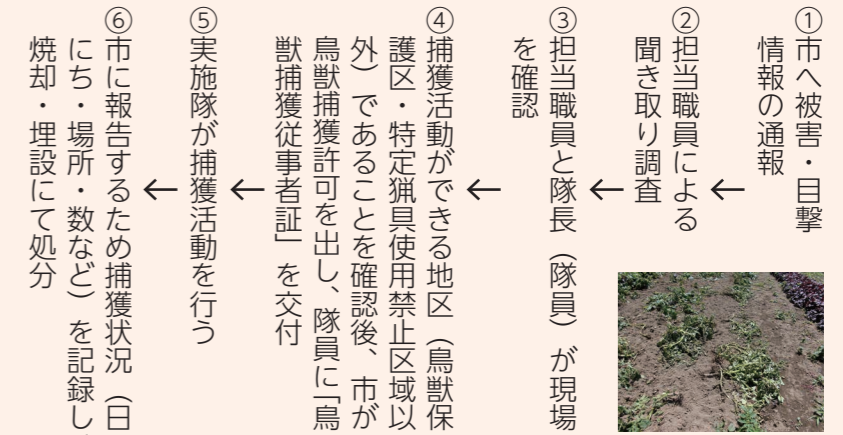 ①市へ被害・目撃
情報の通報
←
②担当職員による
聞き取り調査
←
③担当職員と隊長（隊員）が現場
を確認
←
④捕獲活動ができる地区（鳥獣保
護区・特定猟具使用禁止区域以
外）であることを確認後、市が
鳥獣捕獲許可を出し、隊員に「鳥
獣捕獲従事者証」を交付
←
⑤実施隊が捕獲活動を行う
←
⑥市に報告するため捕獲状況（日
にち・場所・数など）を記録し
焼却・埋設にて処分